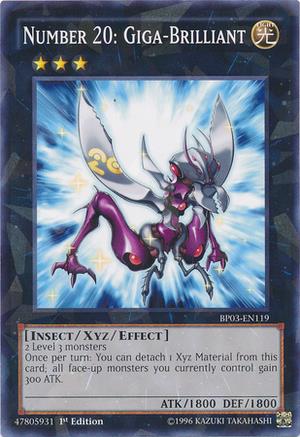 NUMBER 20: GIGA-BRILLIANT
LIGHT
光
20
BP03-EN119
[INSECT/XYZ/EFFECT]
2 Level 3 monsters
Once per turn: You can detach 1 Xyz Material from this
card; all face-up monsters you currently control gain
300 ATK.
ATK/1800 DEF/1800
47805931 1st Edition ©1996 KAZUKI TAKAHASHI